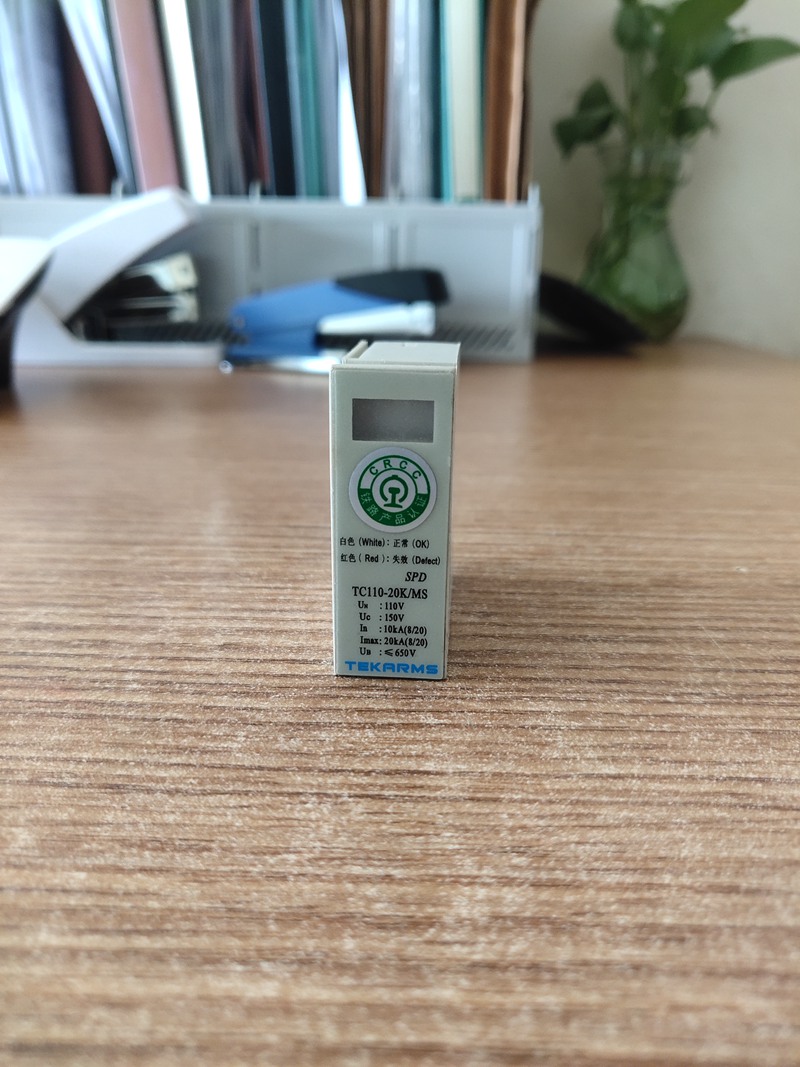 CRCC
铁路产品认证
白色 (White): 正常 (OK)
红色 ( Red ): 失效 (Defect)
SPD
TC110-20K/MS
UN : 110V
Uc : 150V
In : 10kA(8/20)
Imax: 20kA(8/20)
UB : ≤650V
TEKARMS